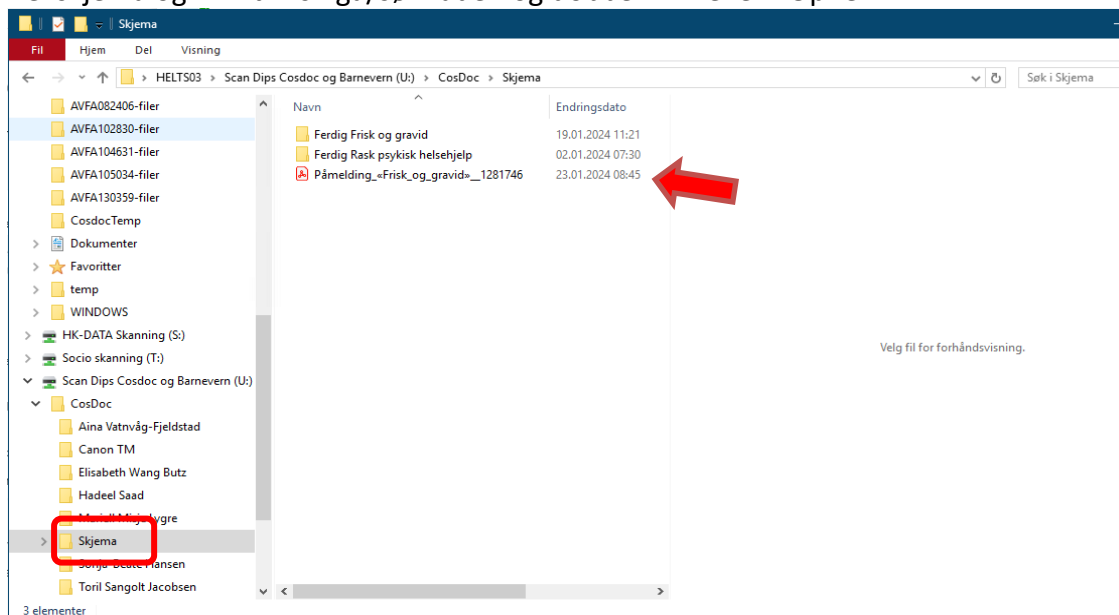 Skjema
Fil Hjem Del Visning
HELTS03 > Scan Dips Cosdoc og Barnevern (U:) > CosDoc > Skjema
Søk i Skjema
AVFA082406-filer
AVFA102830-filer
AVFA104631-filer
AVFA105034-filer
AVFA130359-filer
CosdocTemp
Dokumenter
Favoritter
temp
WINDOWS
HK-DATA Skanning (S:)
Socio skanning (T:)
Scan Dips Cosdoc og Barnevern (U:)
CosDoc
Aina Vatnvåg-Fjeldstad
Canon TM
Elisabeth Wang Butz
Hadeel Saad
Skjema
Toril Sangolt Jacobsen
3 elementer
Navn Endringsdato
Ferdig Frisk og gravid 19.01.2024 11:21
Ferdig Rask psykisk helsehjelp 02.01.2024 07:30
Påmelding_«Frisk_og_gravid»__1281746 23.01.2024 08:45
Velg fil for forhåndsvisning.